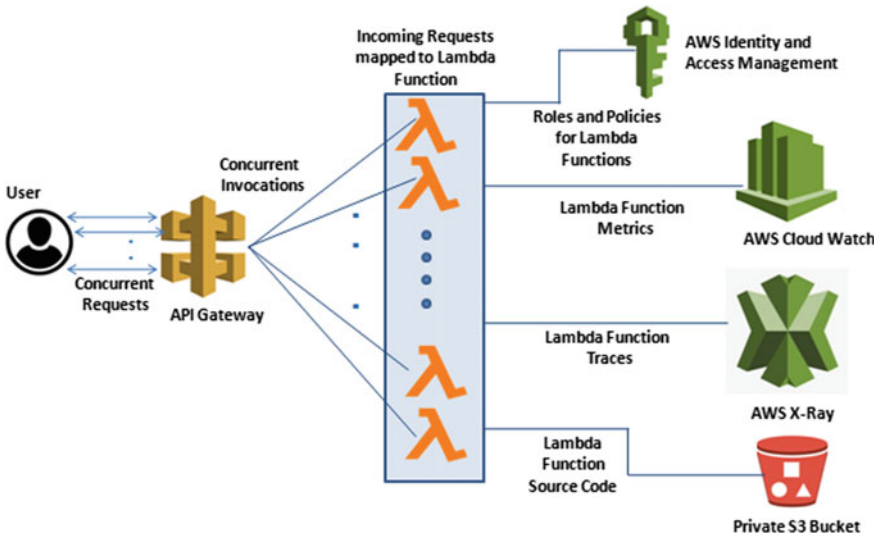 Incoming Requests
mapped to Lambda
Function
AWS Identity and
Access Management
Roles and Policies
for Lambda
Functions
Concurrent
Invocations
User
Lambda Function
Metrics
AWS Cloud Watch
Concurrent
Requests
API Gateway
Lambda Function
Traces
AWS X-Ray
Lambda
Function
Source Code
Private S3 Bucket